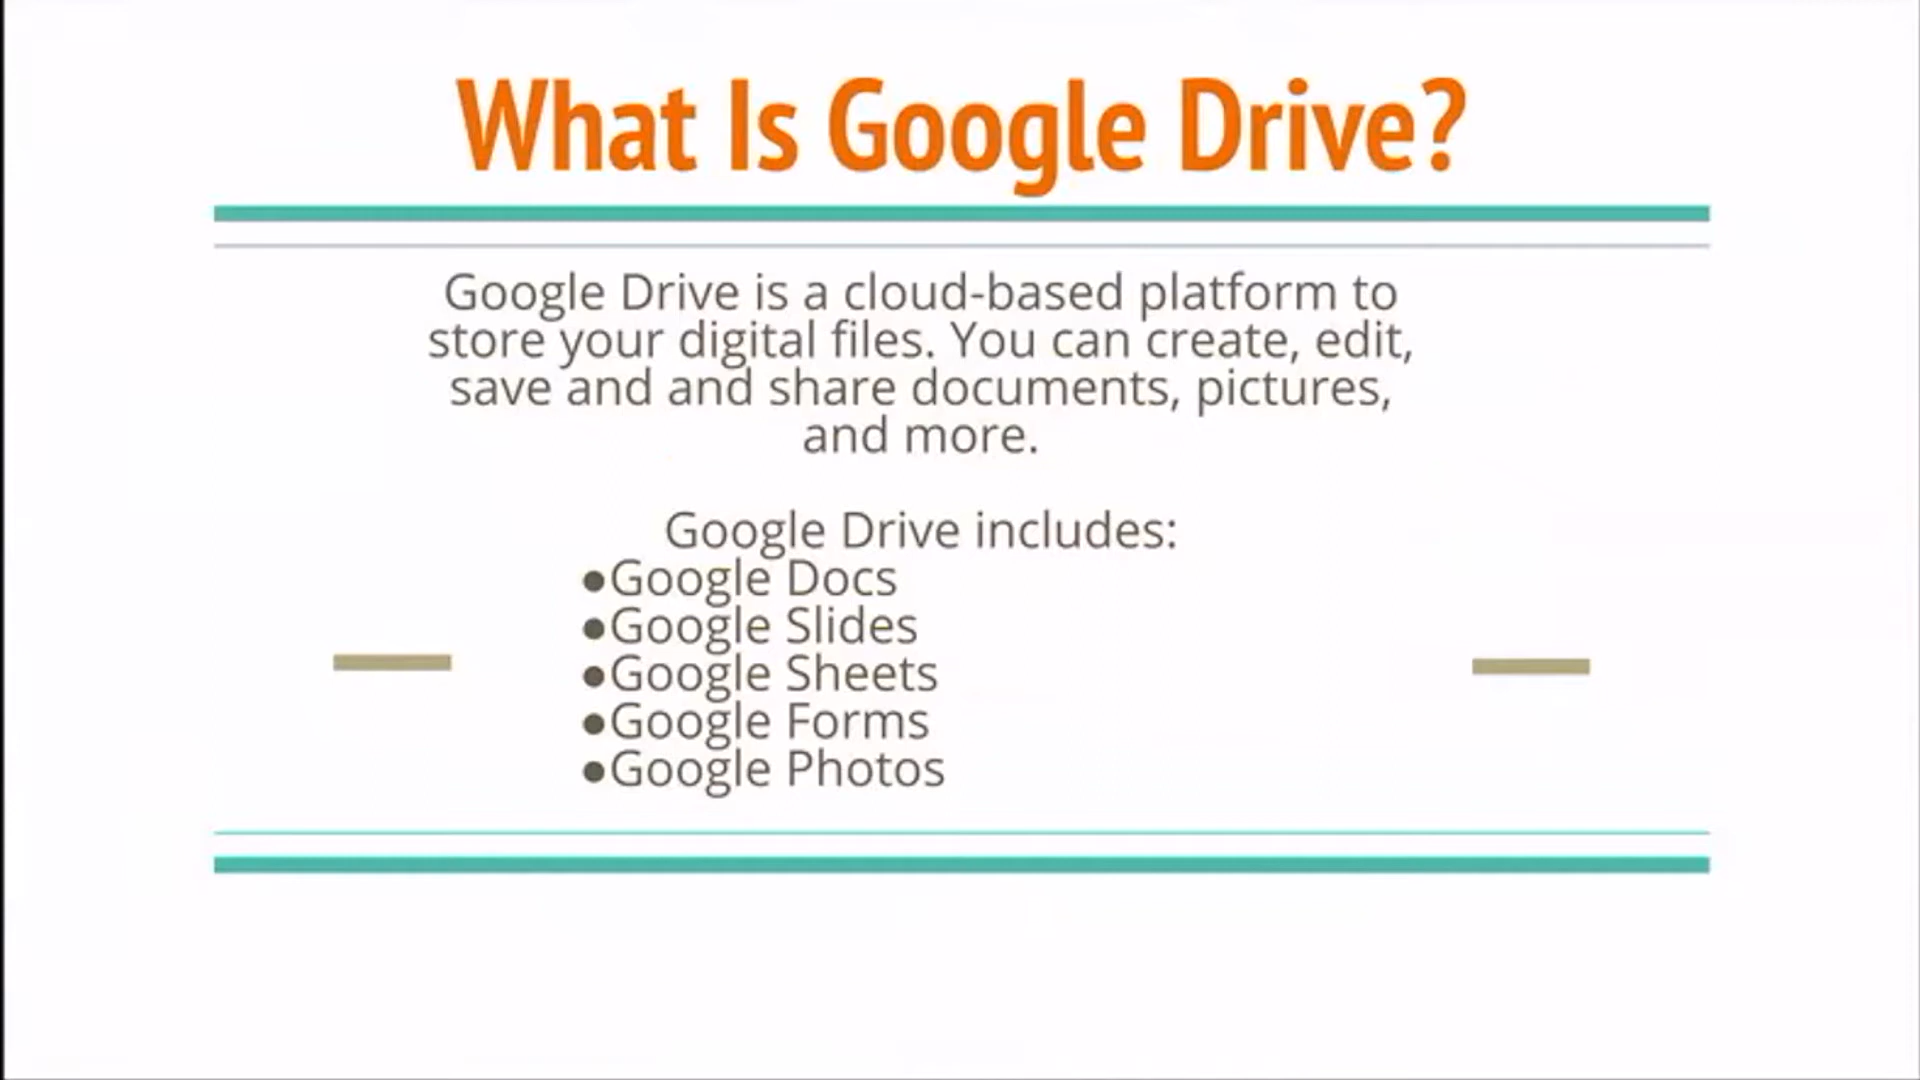 What Is Google Drive?
Google Drive is a cloud-based platform to
store your digital files. You can create, edit,
save and and share documents, pictures,
and more.
Google Drive includes:
●Google Docs
●Google Slides
●Google Sheets
●Google Forms
●Google Photos